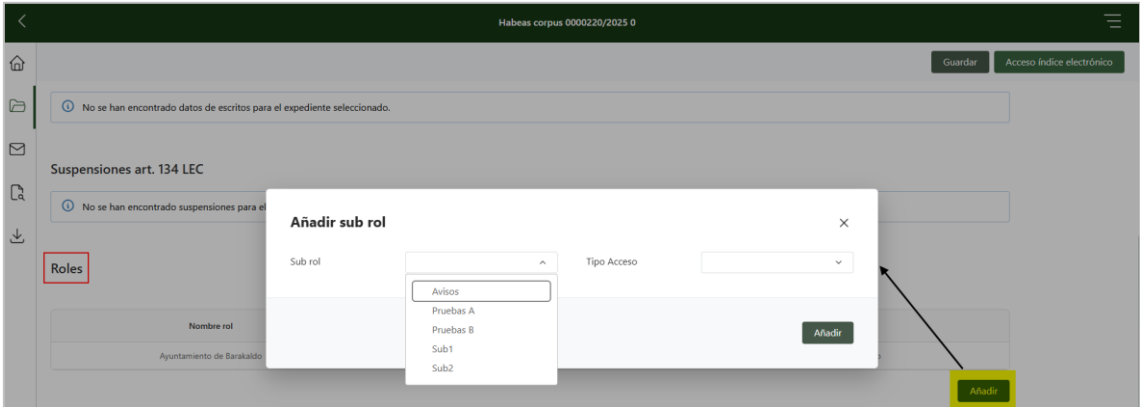 Habeas corpus 0000220/2025 0
Guardar
Acceso índice electrónico
No se han encontrado datos de escritos para el expediente seleccionado.
Suspensiones art. 134 LEC
No se han encontrado suspensiones para el
Añadir sub rol
Sub rol
Tipo Acceso
Avisos
Pruebas A
Pruebas B
Sub1
Sub2
Añadir
Roles
Nombre rol
Ayuntamiento de Barakaldo
Añadir